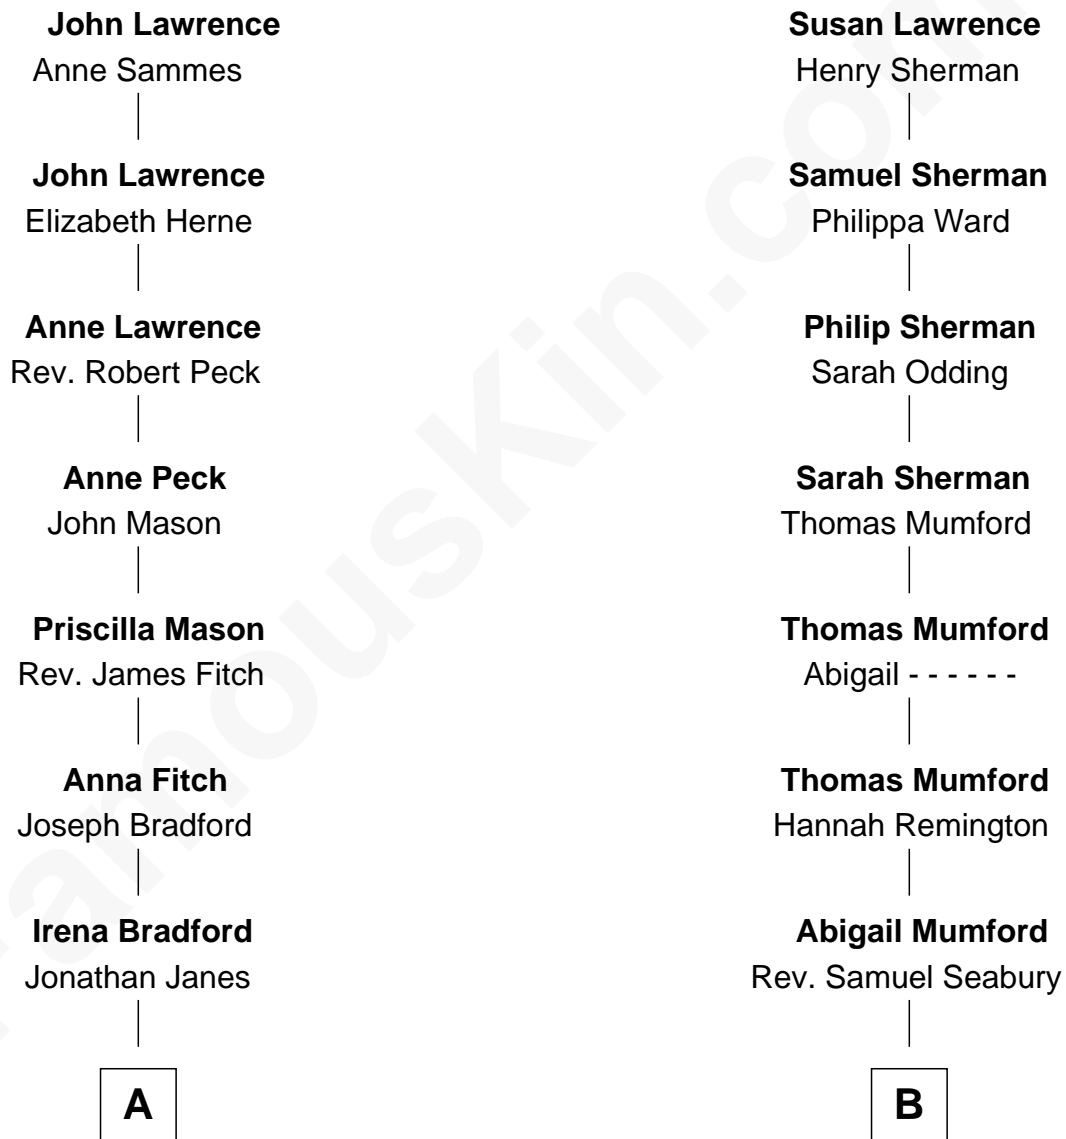 John Lawrence
Anne Sammes
John Lawrence
Elizabeth Herne
Anne Lawrence
Rev. Robert Peck
Anne Peck
John Mason
Priscilla Mason
Rev. James Fitch
Anna Fitch
Joseph Bradford
Irena Bradford
Jonathan Janes
A
Susan Lawrence
Henry Sherman
Samuel Sherman
Philippa Ward
Philip Sherman
Sarah Odding
Sarah Sherman
Thomas Mumford
Thomas Mumford
Abigail - - - - - -
Thomas Mumford
Hannah Remington
Abigail Mumford
Rev. Samuel Seabury
B
FamousKin.com